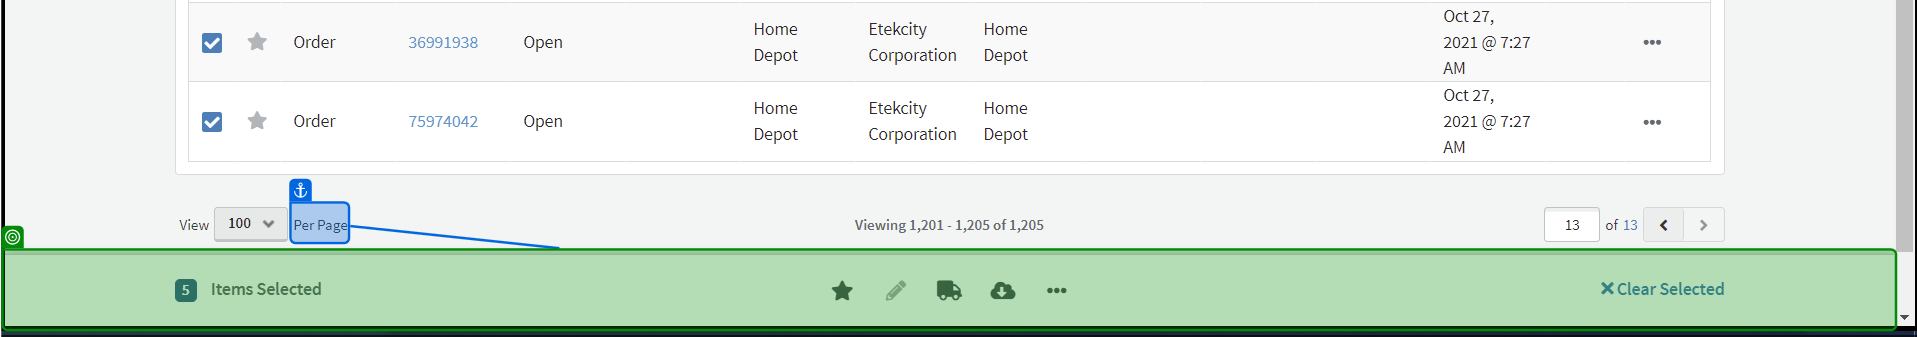 Order 36991938 Open Home Depot Etekcity Corporation Home Depot Oct 27, 2021 @ 7:27 AM •••
Order 75974042 Open Home Depot Etekcity Corporation Home Depot Oct 27, 2021 @ 7:27 AM •••
View 100 Per Page Viewing 1,201 - 1,205 of 1,205 13 of 13
5 Items Selected ••• Clear Selected